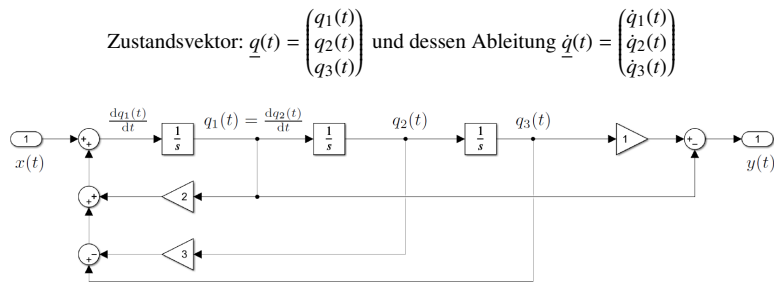 Zustandsvektor: q(t) = (q₁(t) q₂(t) q₃(t)) und dessen Ableitung q̇(t) = (q̇₁(t) q̇₂(t) q̇₃(t))
dq₁(t)/dt
q₁(t) = dq₂(t)/dt
q₂(t)
q₃(t)
1
+ +
1/s
1/s
1/s
1
+ −
1
x(t)
y(t)
+ +
2
+ −
3